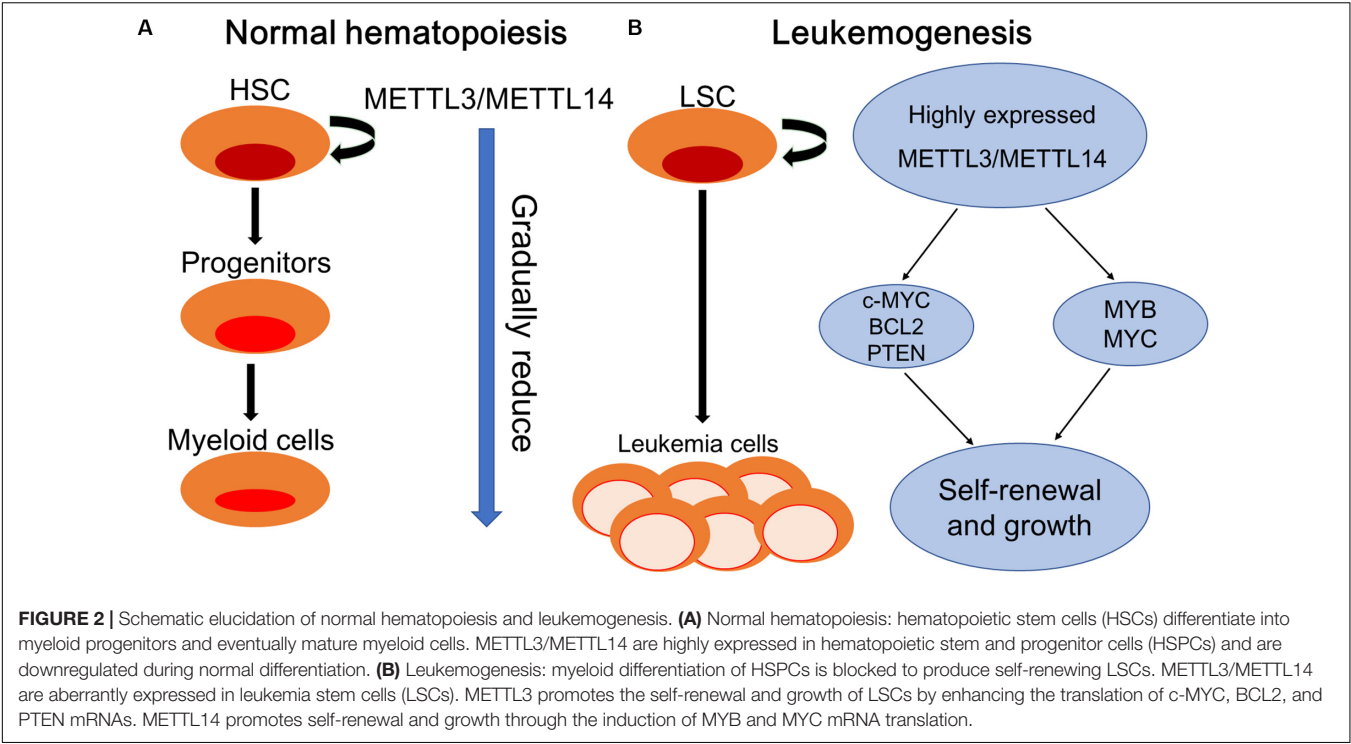 A
Normal hematopoiesis
HSC
METTL3/METTL14
Progenitors
Myeloid cells
Gradually reduce
B
Leukemogenesis
LSC
Leukemia cells
Highly expressed
METTL3/METTL14
c-MYC
BCL2
PTEN
MYB
MYC
Self-renewal
and growth
FIGURE 2 | Schematic elucidation of normal hematopoiesis and leukemogenesis. (A) Normal hematopoiesis: hematopoietic stem cells (HSCs) differentiate into
myeloid progenitors and eventually mature myeloid cells. METTL3/METTL14 are highly expressed in hematopoietic stem and progenitor cells (HSPCs) and are
downregulated during normal differentiation. (B) Leukemogenesis: myeloid differentiation of HSPCs is blocked to produce self-renewing LSCs. METTL3/METTL14
are aberrantly expressed in leukemia stem cells (LSCs). METTL3 promotes the self-renewal and growth of LSCs by enhancing the translation of c-MYC, BCL2, and
PTEN mRNAs. METTL14 promotes self-renewal and growth through the induction of MYB and MYC mRNA translation.